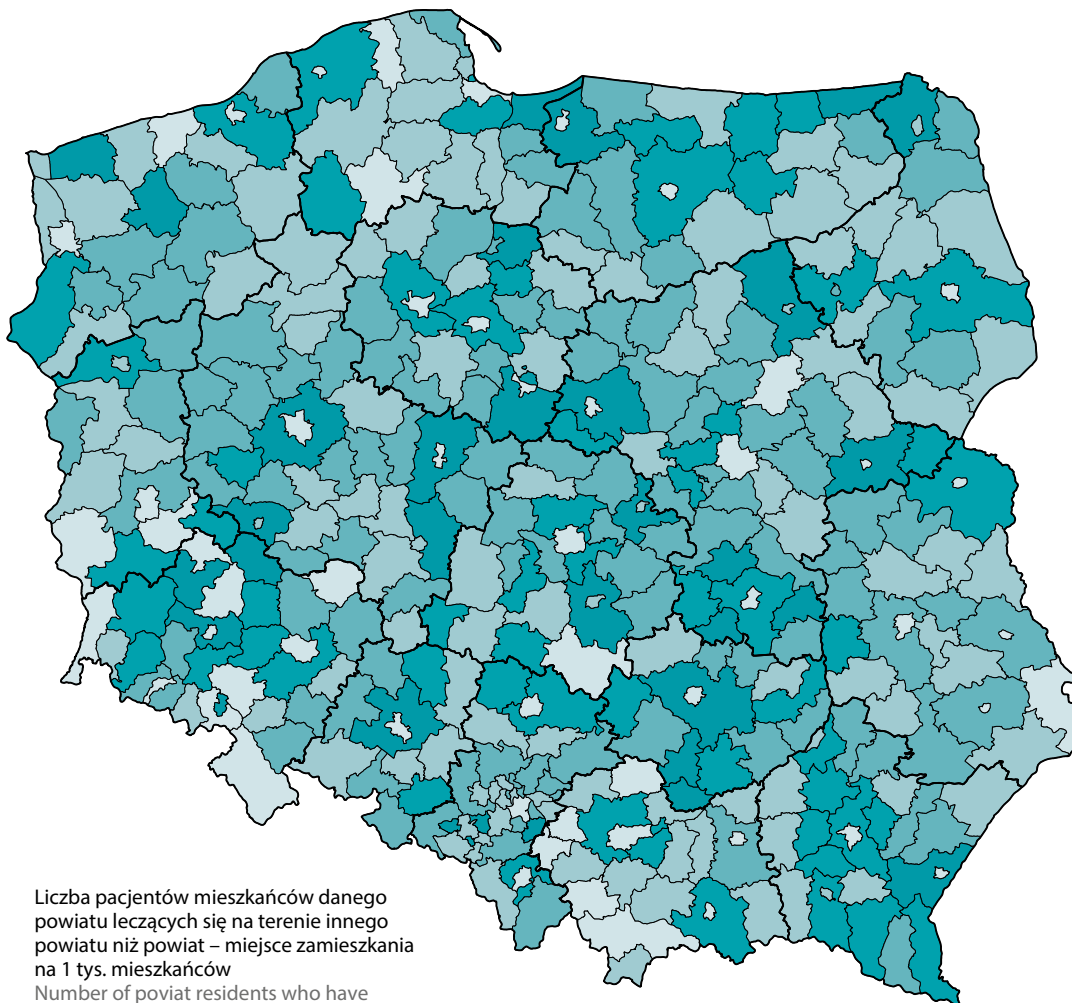 Liczba pacjentów mieszkańców danego
powiatu leczących się na terenie innego
powiatu niż powiat – miejsce zamieszkania
na 1 tys. mieszkańców
Number of poviat residents who have